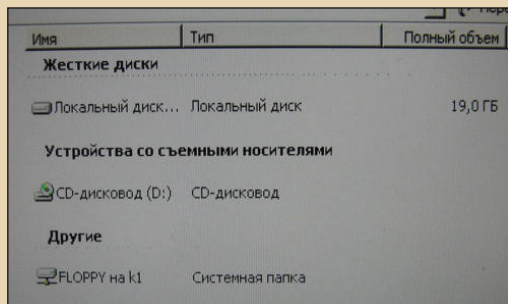 Имя Тип Полный объем
Жесткие диски
Локальный диск... Локальный диск 19,0 ГБ
Устройства со съемными носителями
CD-дисковод (D:) CD-дисковод
Другие
FLOPPY на k1 Системная папка